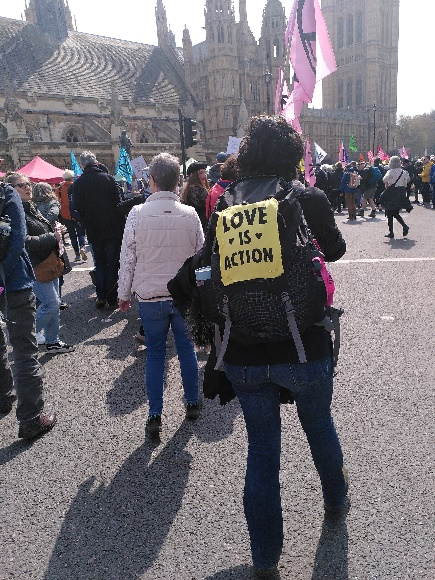 LOVE
♥ IS ♥
ACTION